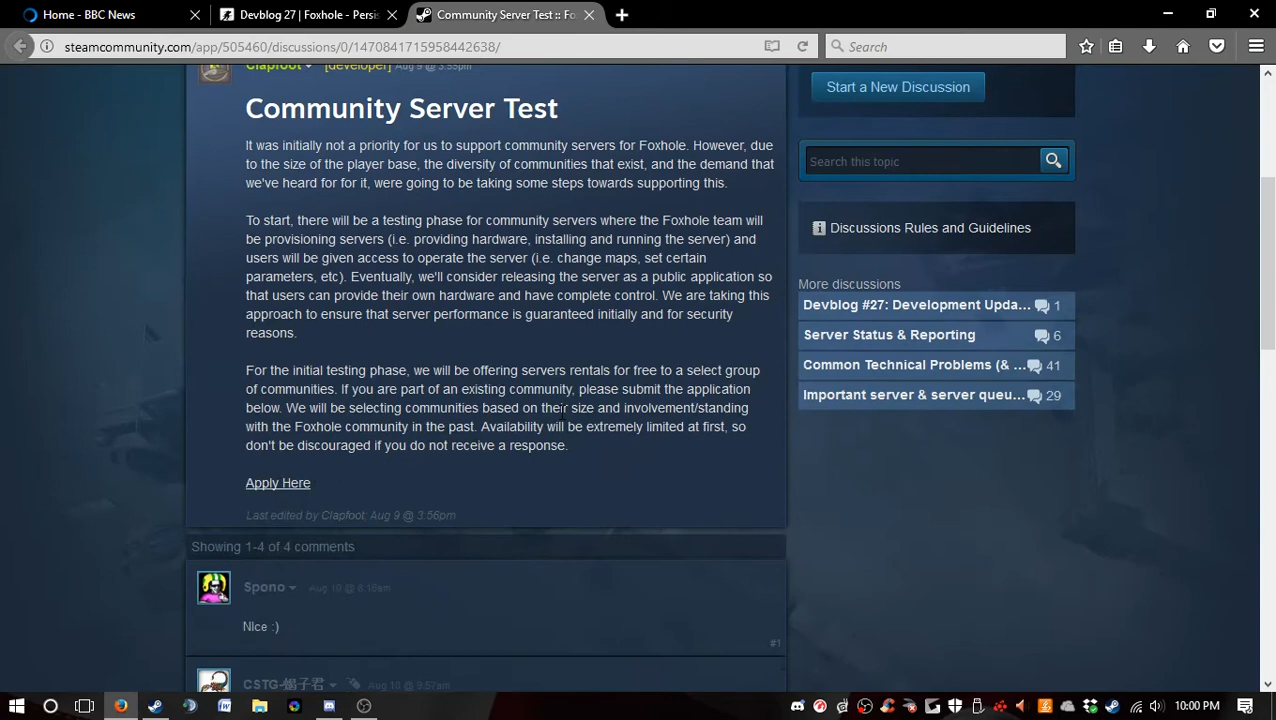 Home - BBC News
Devblog 27 | Foxhole - Persis
Community Server Test :: Fo
steamcommunity.com/app/505460/discussions/0/1470841715958442638/
Search
Clapfoot [developer] Aug 9 @ 3:55pm
Community Server Test
It was initially not a priority for us to support community servers for Foxhole. However, due
to the size of the player base, the diversity of communities that exist, and the demand that
we've heard for for it, were going to be taking some steps towards supporting this.
To start, there will be a testing phase for community servers where the Foxhole team will
be provisioning servers (i.e. providing hardware, installing and running the server) and
users will be given access to operate the server (i.e. change maps, set certain
parameters, etc). Eventually, we'll consider releasing the server as a public application so
that users can provide their own hardware and have complete control. We are taking this
approach to ensure that server performance is guaranteed initially and for security
reasons.
For the initial testing phase, we will be offering servers rentals for free to a select group
of communities. If you are part of an existing community, please submit the application
below. We will be selecting communities based on their size and involvement/standing
with the Foxhole community in the past. Availability will be extremely limited at first, so
don't be discouraged if you do not receive a response.
Apply Here
Last edited by Clapfoot; Aug 9 @ 3:56pm
Showing 1-4 of 4 comments
Spono Aug 10 @ 8:16am
NIce :)
#1
CSTG-蝎子君 Aug 10 @ 9:57am
Start a New Discussion
Search this topic
Discussions Rules and Guidelines
More discussions
Devblog #27: Development Upda... 1
Server Status & Reporting 6
Common Technical Problems (& ... 41
Important server & server queu... 29
10:00 PM